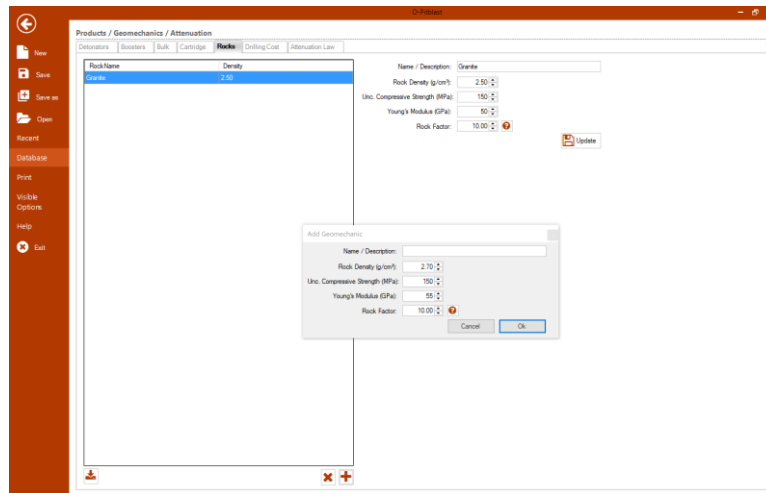 O-Pitblast
Products / Geomechanics / Attenuation
Detonators Boosters Bulk Cartridge Rocks Drilling Cost Attenuation Law
New
Save
Save as
Open
Recent
Database
Print
Visible
Options
Help
Exit
RockName Density
Granite 2.50
Name / Description: Granite
Rock Density (g/cm³): 2.50
Unc. Compressive Strength (MPa): 150
Young's Modulus (GPa): 50
Rock Factor: 10.00
Update
Add Geomechanic
Name / Description:
Rock Density (g/cm³): 2.70
Unc. Compressive Strength (MPa): 150
Young's Modulus (GPa): 55
Rock Factor: 10.00
Cancel Ok